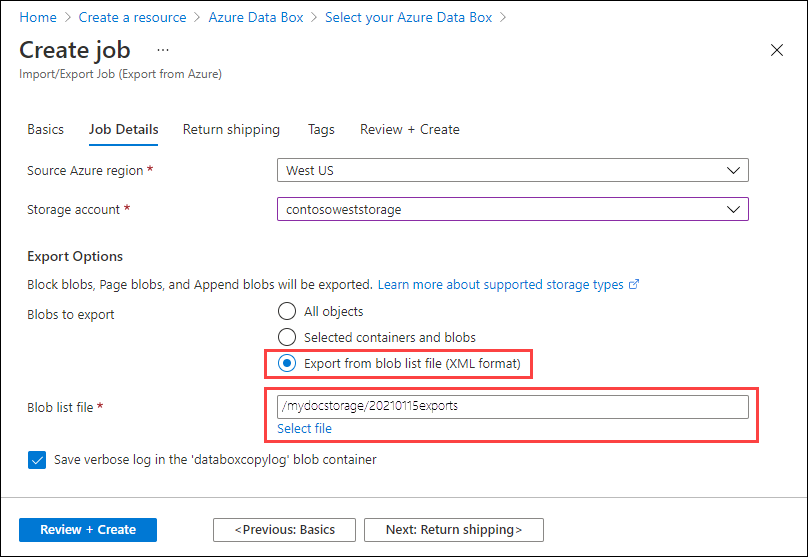 Home > Create a resource > Azure Data Box > Select your Azure Data Box >
Create job ...
Import/Export Job (Export from Azure)
Basics Job Details Return shipping Tags Review + Create
Source Azure region * West US
Storage account * contosoweststorage
Export Options
Block blobs, Page blobs, and Append blobs will be exported. Learn more about supported storage types
Blobs to export All objects
Selected containers and blobs
Export from blob list file (XML format)
Blob list file * /mydocstorage/20210115exports
Select file
Save verbose log in the 'databoxcopylog' blob container
Review + Create <Previous: Basics Next: Return shipping>